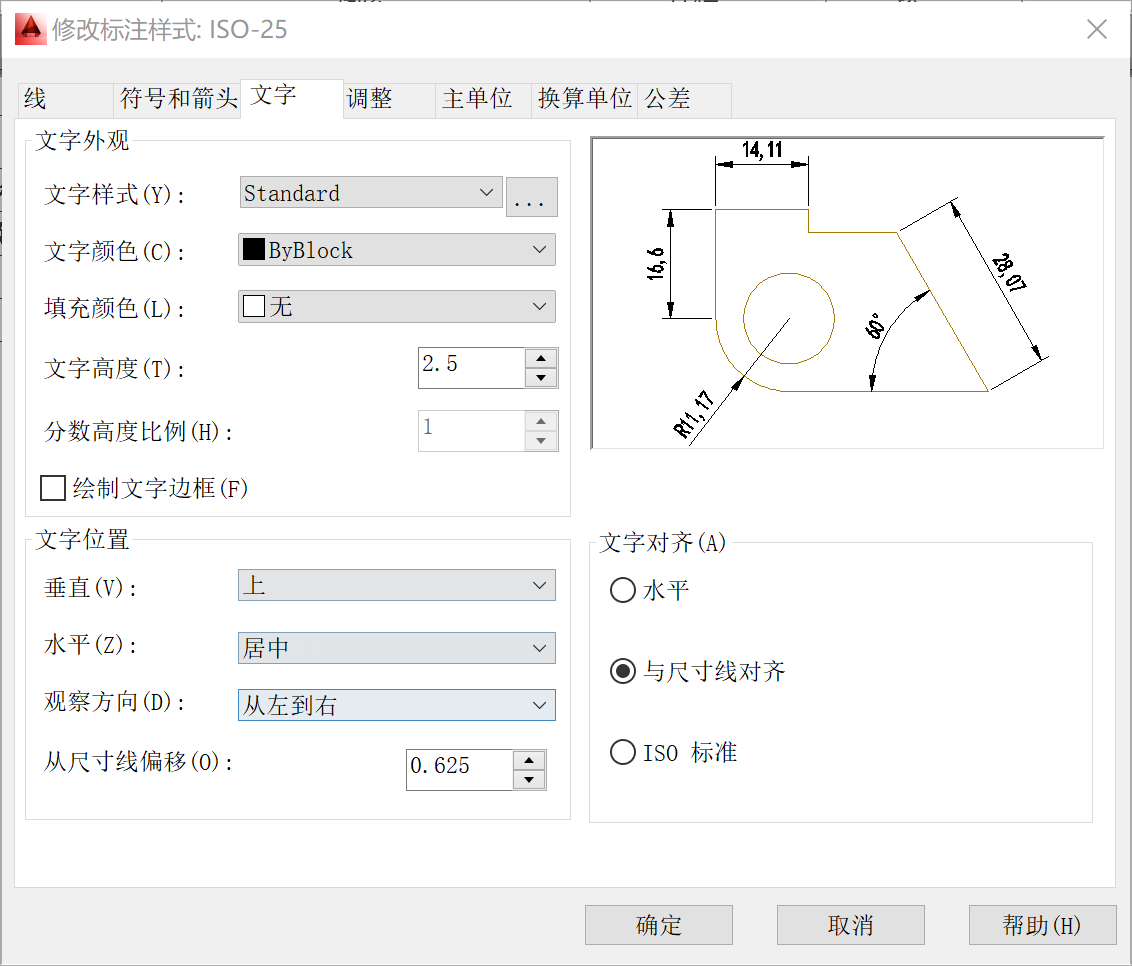 修改标注样式: ISO-25
线 符号和箭头 文字 调整 主单位 换算单位 公差
文字外观
文字样式(Y): Standard ...
文字颜色(C): ByBlock
填充颜色(L): 无
文字高度(T): 2.5
分数高度比例(H): 1
绘制文字边框(F)
14,11
16,6
28,07
60°
R11,17
文字位置
垂直(V): 上
水平(Z): 居中
观察方向(D): 从左到右
从尺寸线偏移(O): 0.625
文字对齐(A)
水平
与尺寸线对齐
ISO 标准
确定 取消 帮助(H)